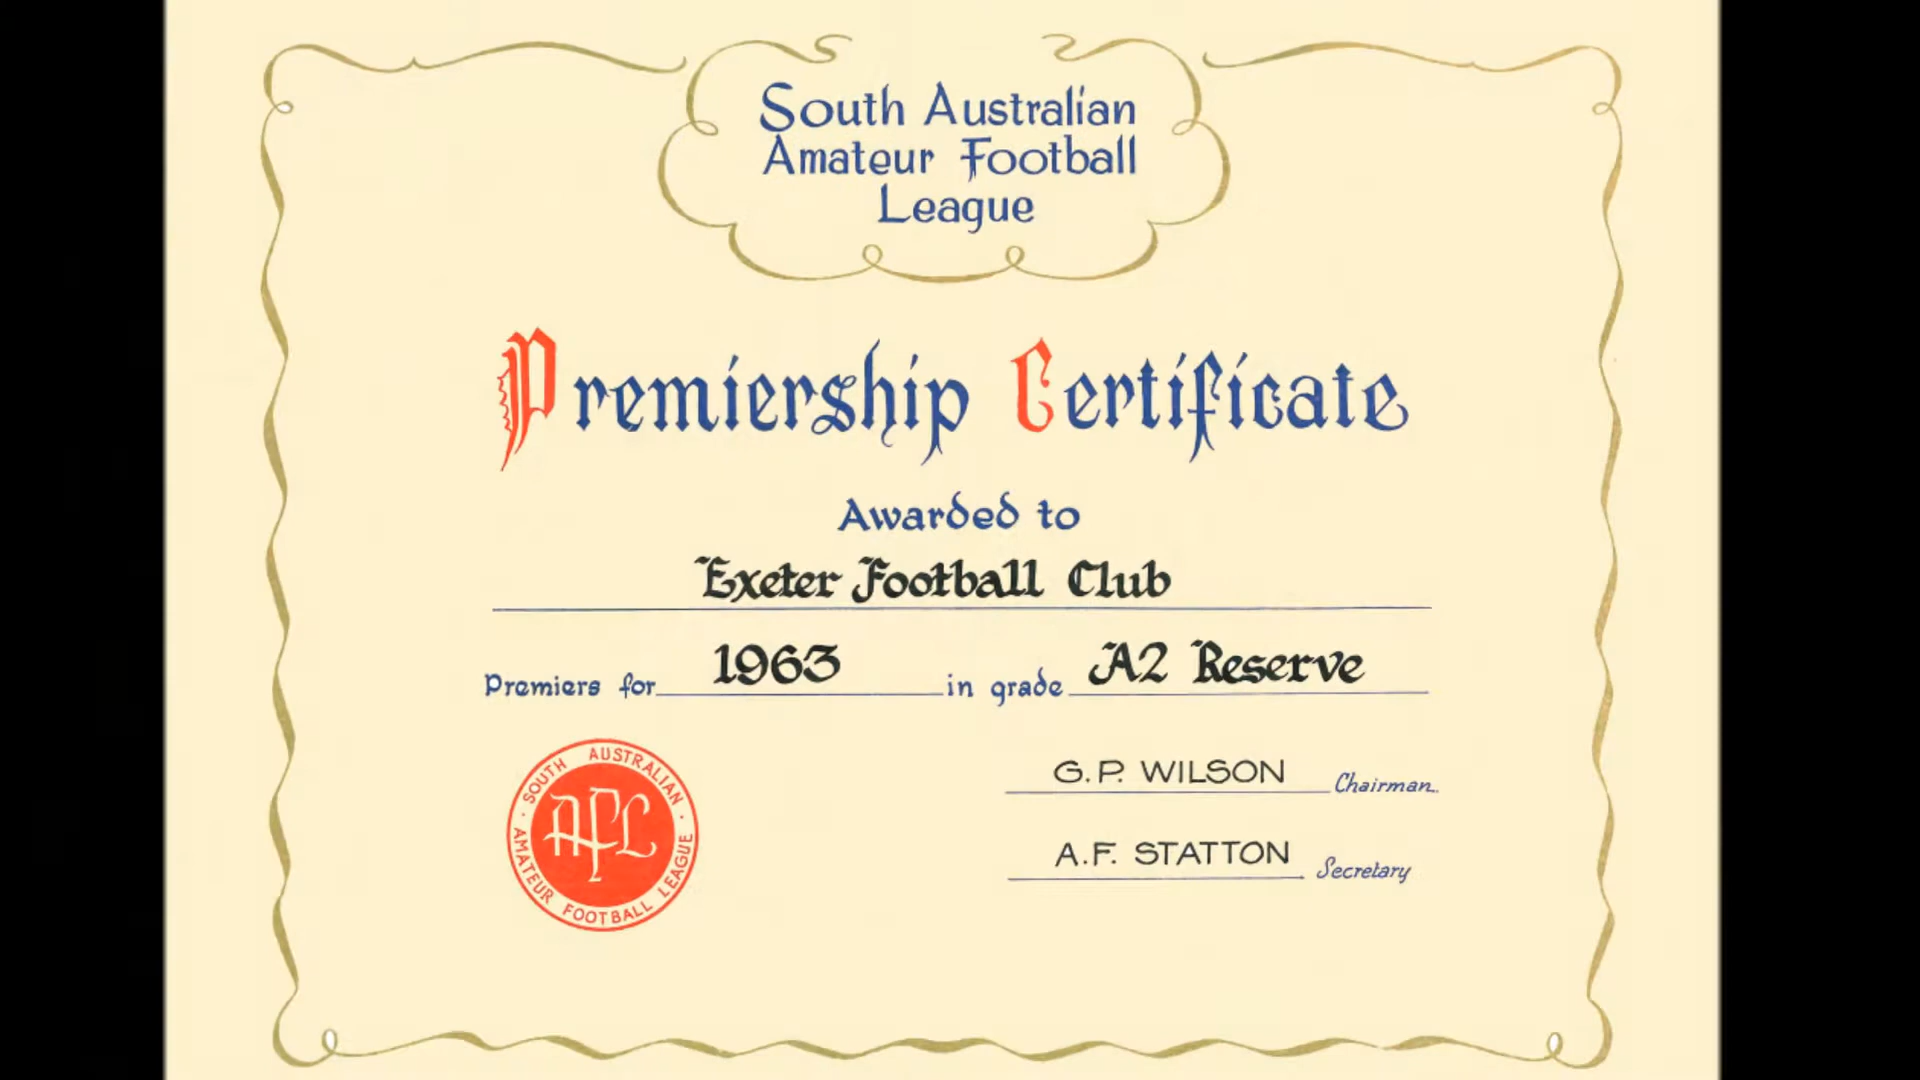 South Australian
Amateur Football
League
Premiership Certificate
Awarded to
Exeter Football Club
Premiers for 1963 in grade A2 Reserve
SOUTH AUSTRALIAN
AFL
AMATEUR FOOTBALL LEAGUE
G.P. WILSON Chairman.
A.F. STATTON Secretary